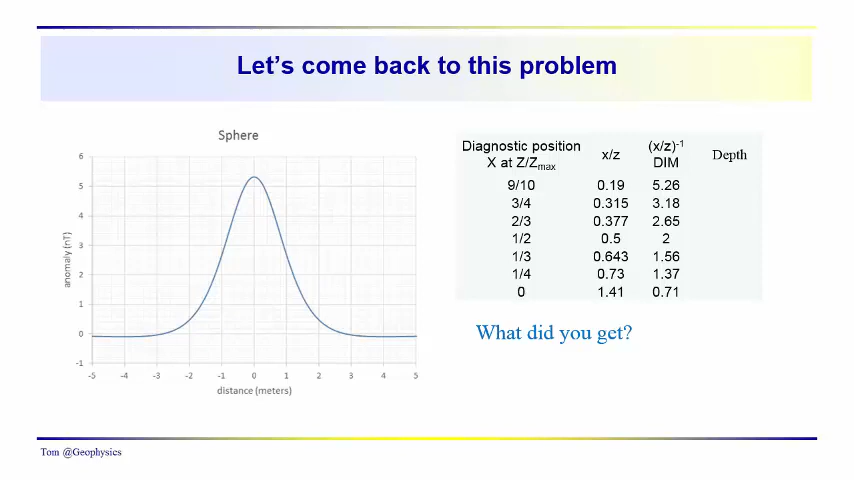 Let's come back to this problem
Sphere
6
5
4
3
2
1
0
-1
anomaly (nT)
-5 -4 -3 -2 -1 0 1 2 3 4 5
distance (meters)
Diagnostic position X at Z/Zmax x/z (x/z)-1 DIM Depth
9/10 0.19 5.26
3/4 0.315 3.18
2/3 0.377 2.65
1/2 0.5 2
1/3 0.643 1.56
1/4 0.73 1.37
0 1.41 0.71
What did you get?
Tom @Geophysics